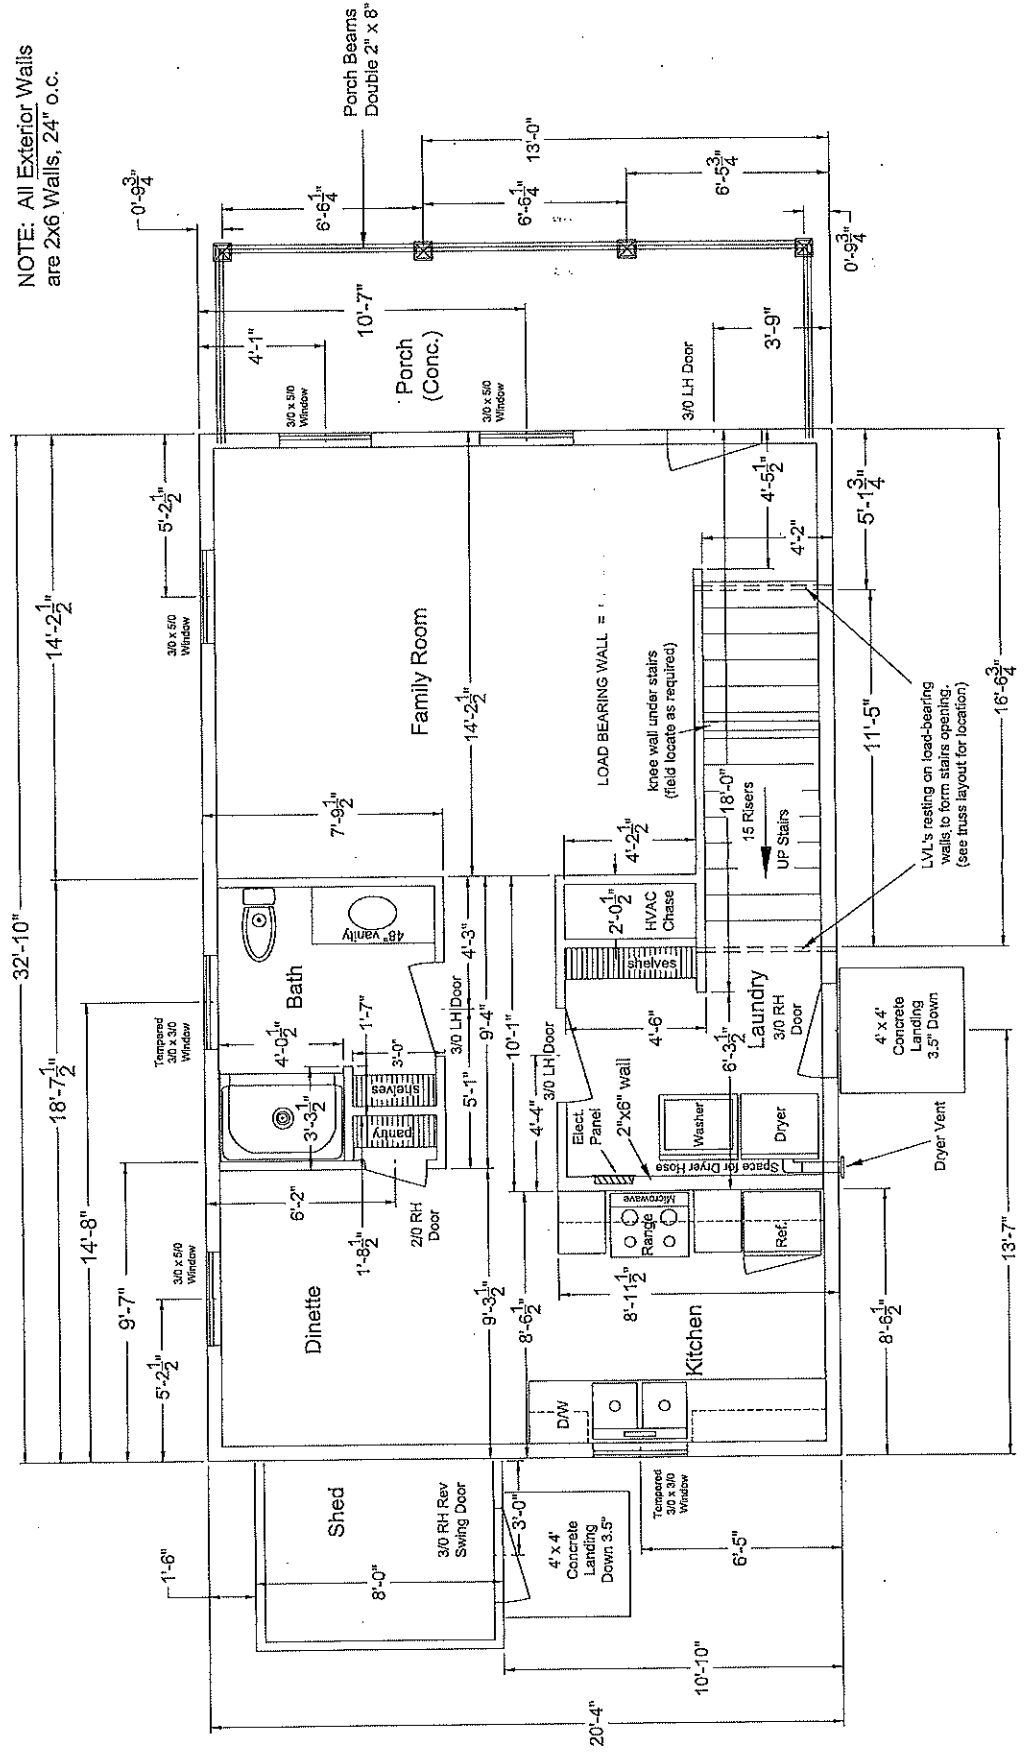 NOTE: All Exterior Walls
are 2x6 Walls, 24" o.c.
32'-10"
18'-7 1/2"
14'-2 1/2"
14'-8"
9'-7"
5'-2 1/2"
5'-2 1/2"
3/0 x 5/0
Window
Tempered
3/0 x 3/0
Window
3/0 x 5/0
Window
0'-9 3/4"
4'-1"
10'-7"
6'-6 1/4"
6'-6 1/4"
6'-5 3/4"
13'-0"
0'-9 3/4"
3'-9"
Porch Beams
Double 2" x 8"
Porch
(Conc.)
3/0 x 5/0
Window
3/0 x 5/0
Window
3/0 LH Door
1'-6"
Shed
8'-0"
3/0 RH Rev
Swing Door
3'-0"
4' x 4'
Concrete
Landing
Down 3.5"
10'-10"
20'-4"
6'-5"
Tempered
3/0 x 3/0
Window
Dinette
6'-2"
2/0 RH
Door
1'-8 1/2"
9'-3 1/2"
8'-6 1/2"
Bath
4'-0 1/2"
3'-3 1/2"
1'-7"
3'-0"
shelves
pantry
48" vanity
7'-9 1/2"
3/0 LH Door
4'-3"
5'-1"
9'-4"
10'-1"
4'-4"
3/0 LH Door
Family Room
14'-2 1/2"
LOAD BEARING WALL =
knee wall under stairs
(field locate as required)
18'-0"
15 Risers
UP Stairs
4'-2 1/2"
2'-0 1/2"
HVAC
Chase
shelves
4'-6"
Laundry
3/0 RH
Door
6'-3 1/2"
Elect.
Panel
2"x6" wall
Washer
Dryer
Space for Dryer Hose
Dryer Vent
Microwave
Range
Ref.
8'-11 1/2"
Kitchen
D/W
4'-5 1/2"
4'-2"
5'-1 3/4"
11'-5"
16'-6 3/4"
LVL's resting on load-bearing
walls to form stairs opening.
(see truss layout for location)
4' x 4'
Concrete
Landing
3.5" Down
8'-6 1/2"
13'-7"